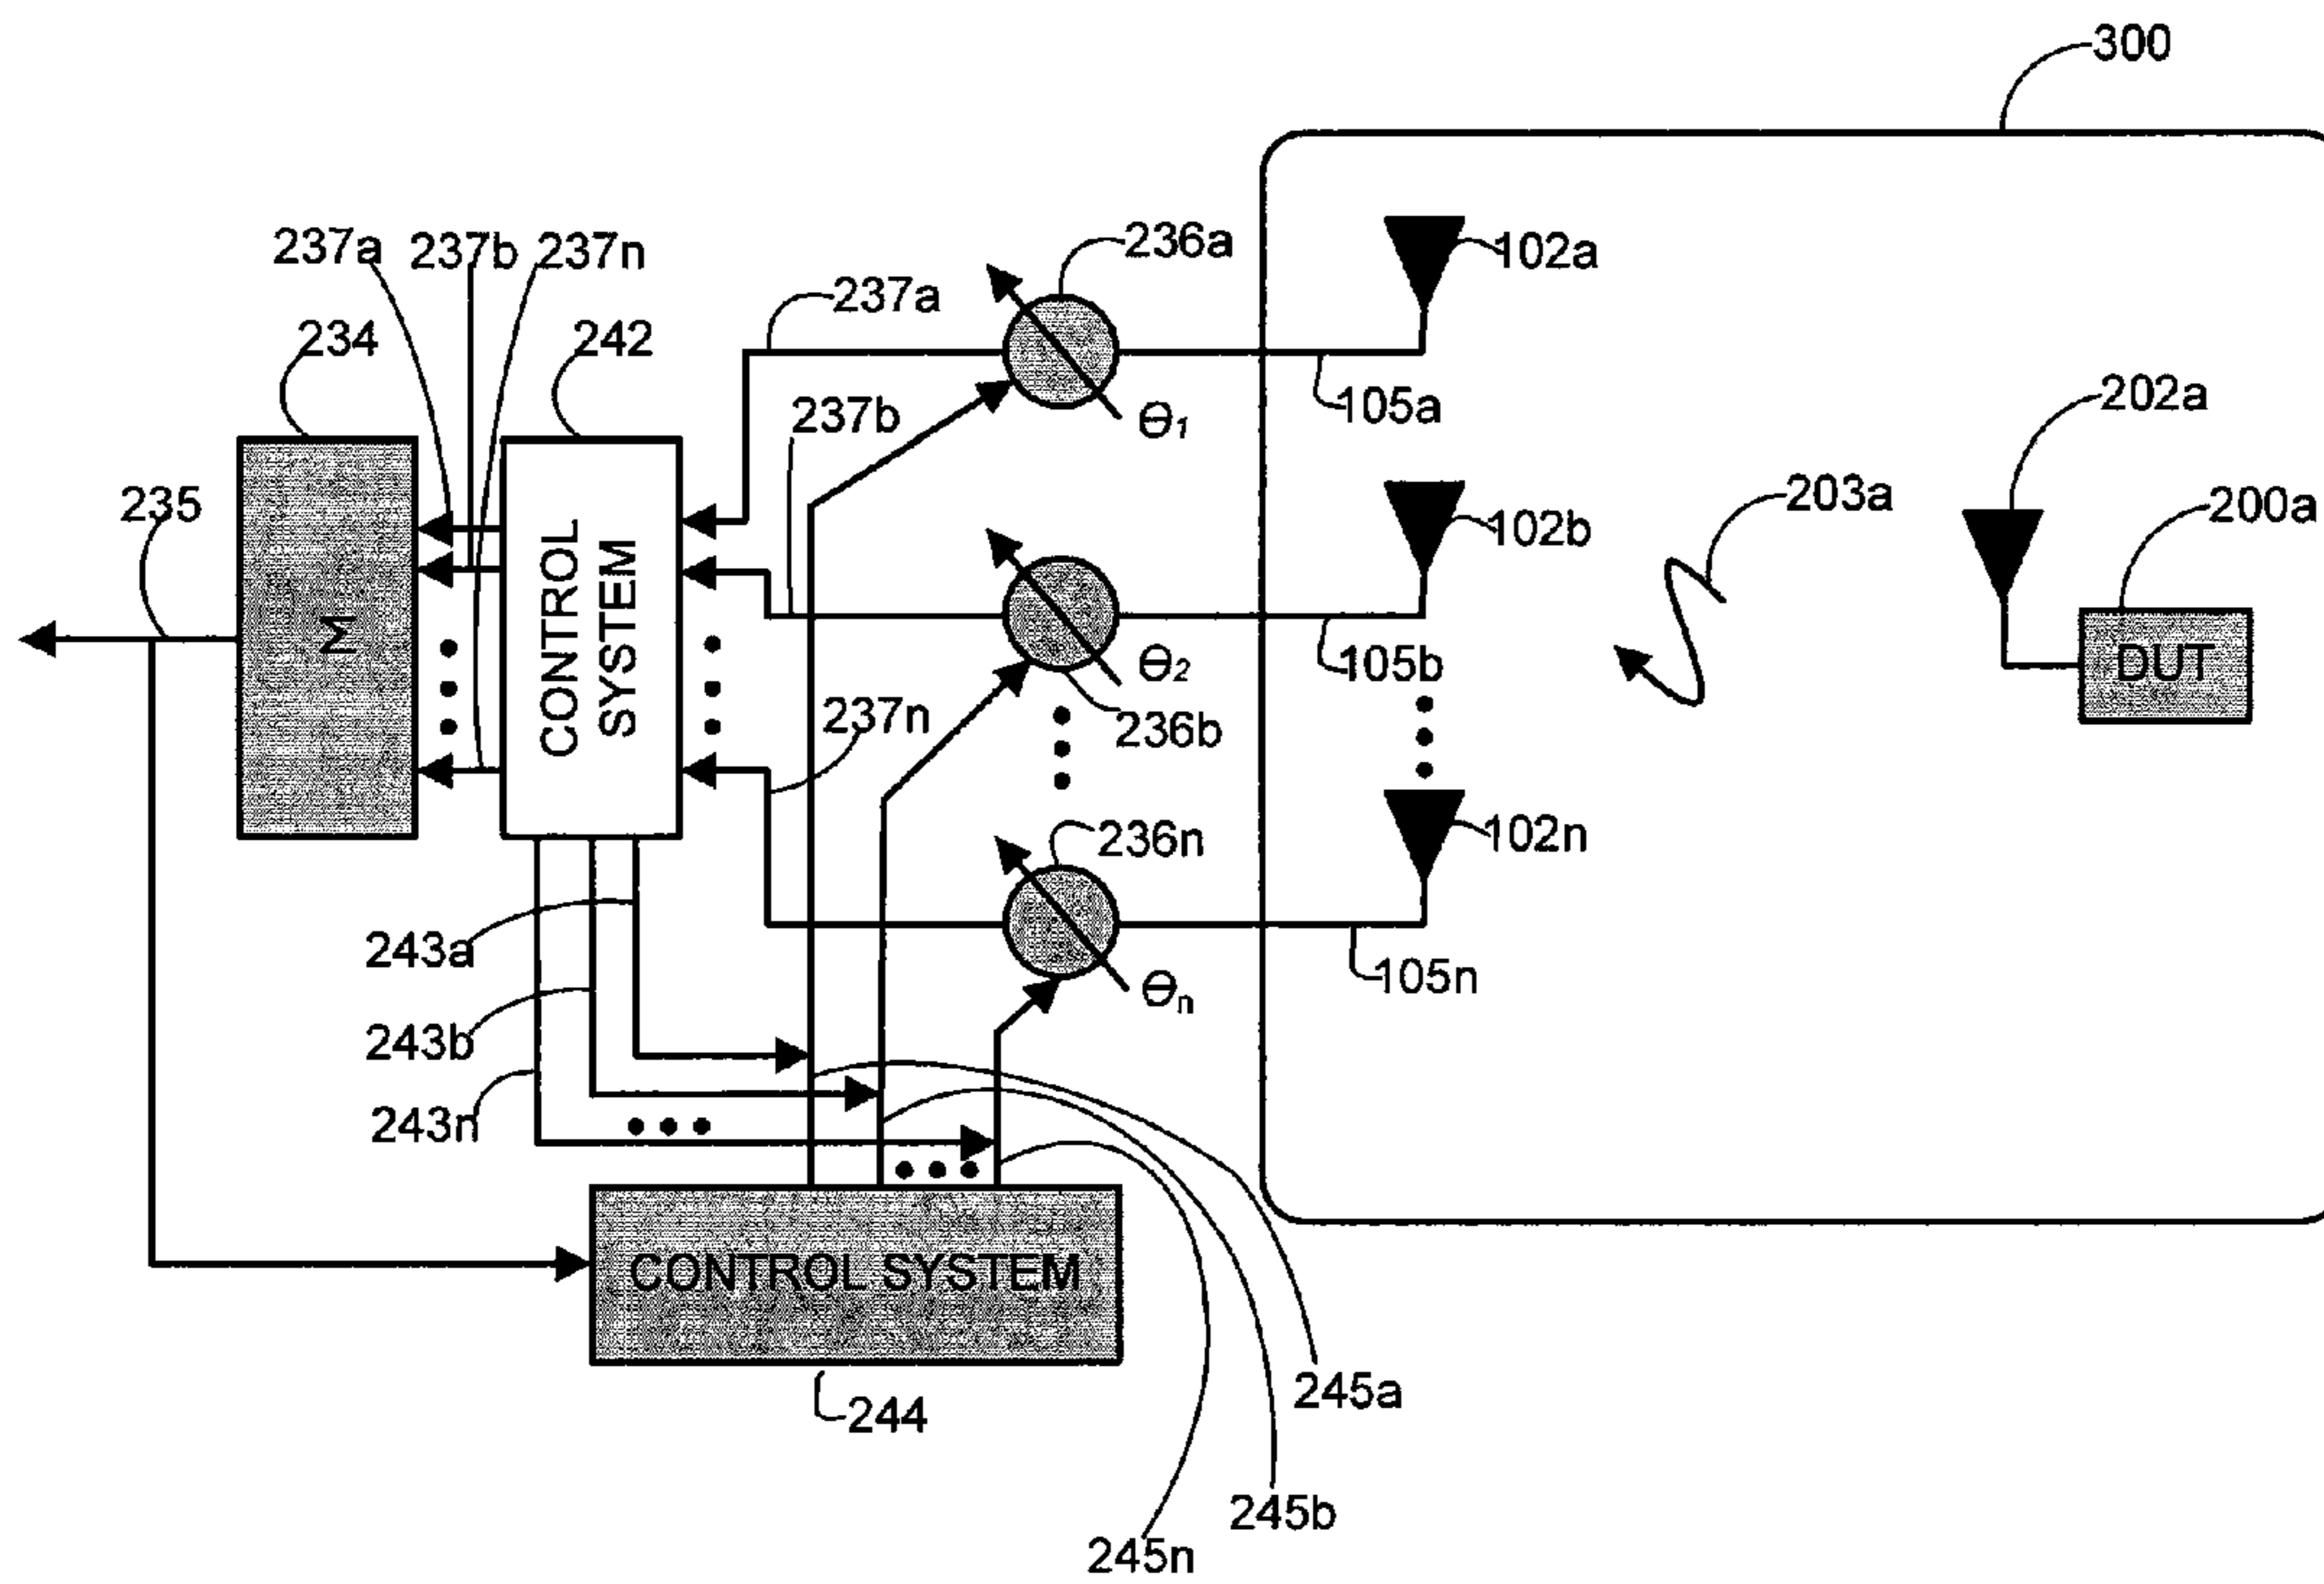 300
237a 237b 237n
236a
102a
237a
234
242
202a
237b
θ1
105a
235
203a
200a
102b
Σ
CONTROL
SYSTEM
θ2
105b
DUT
237n
236b
236n
102n
243a
105n
θn
243b
243n
CONTROL SYSTEM
245a
244
245b
245n